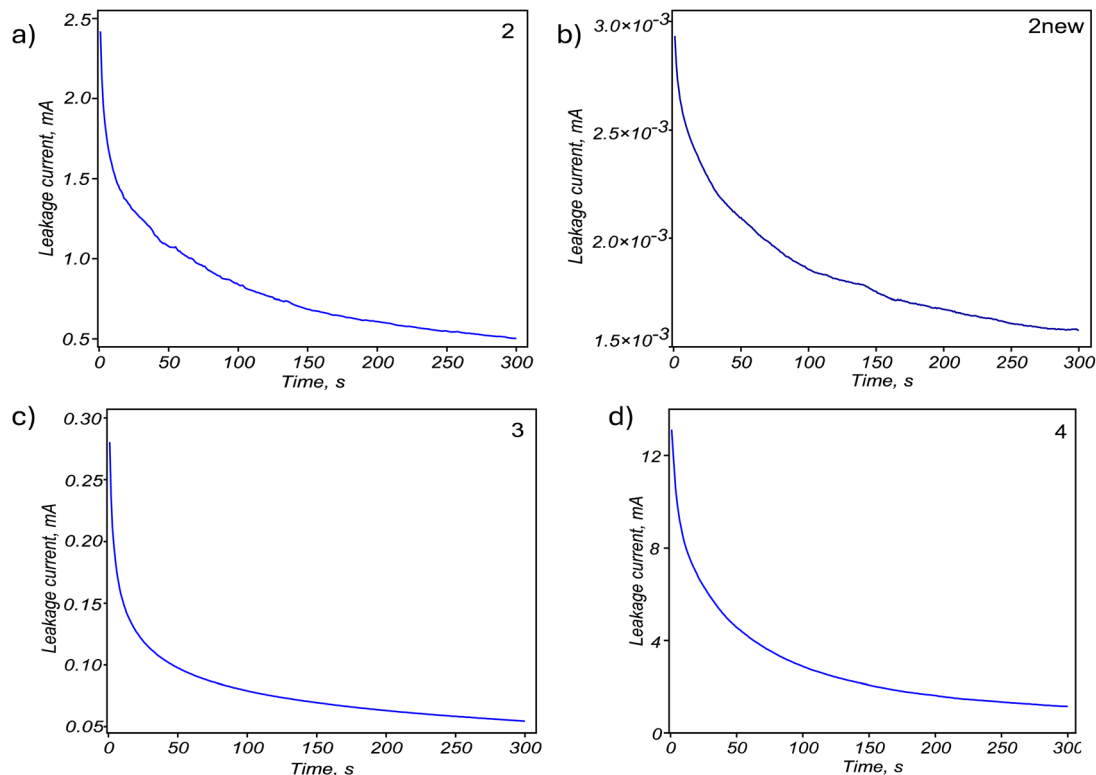 a)
2
2.5
2.0
1.5
1.0
0.5
Leakage current, mA
0 50 100 150 200 250 300
Time, s
b)
2new
3.0×10⁻³
2.5×10⁻³
2.0×10⁻³
1.5×10⁻³
Leakage current, mA
0 50 100 150 200 250 300
Time, s
c)
3
0.30
0.25
0.20
0.15
0.10
0.05
Leakage current, mA
0 50 100 150 200 250 300
Time, s
d)
4
12
8
4
0
Leakage current, mA
0 50 100 150 200 250 300
Time, s